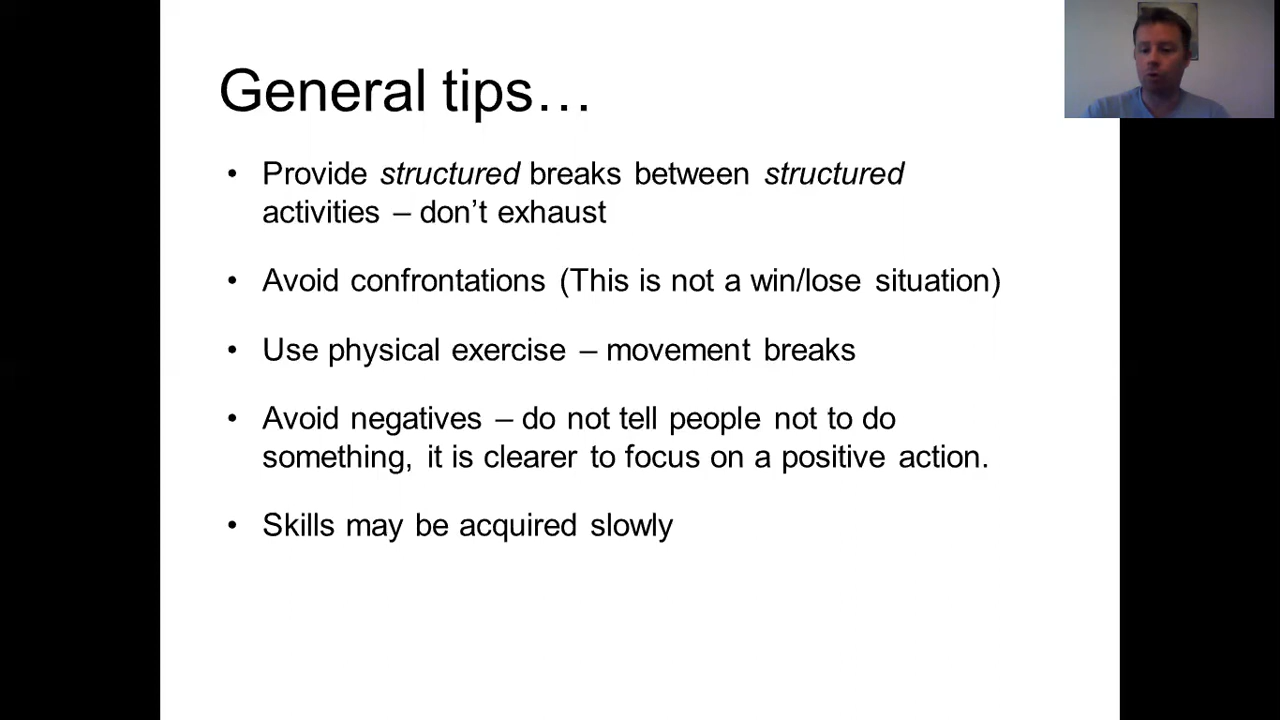 General tips…
• Provide structured breaks between structured
activities – don’t exhaust
• Avoid confrontations (This is not a win/lose situation)
• Use physical exercise – movement breaks
• Avoid negatives – do not tell people not to do
something, it is clearer to focus on a positive action.
• Skills may be acquired slowly